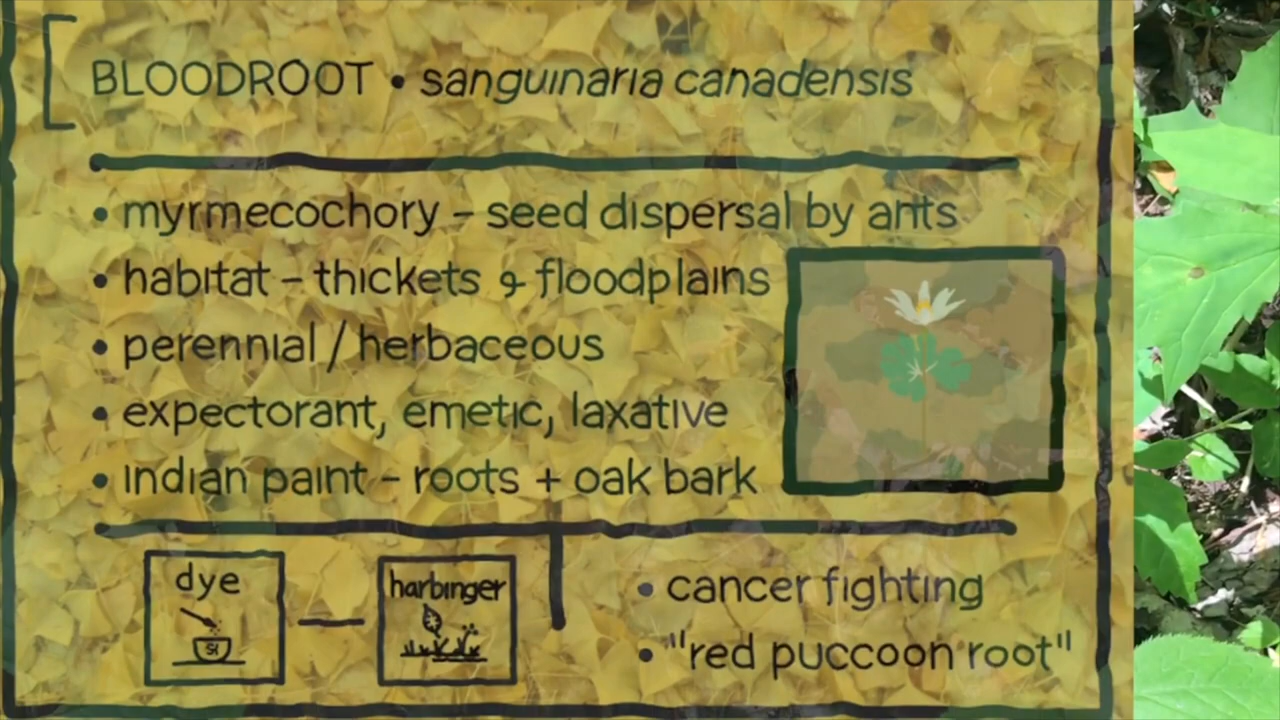 BLOODROOT • sanguinaria canadensis
• myrmecochory – seed dispersal by ants
• habitat – thickets & floodplains
• perennial / herbaceous
• expectorant, emetic, laxative
• indian paint – roots + oak bark
dye
SC
harbinger
• cancer fighting
• "red puccoon root"